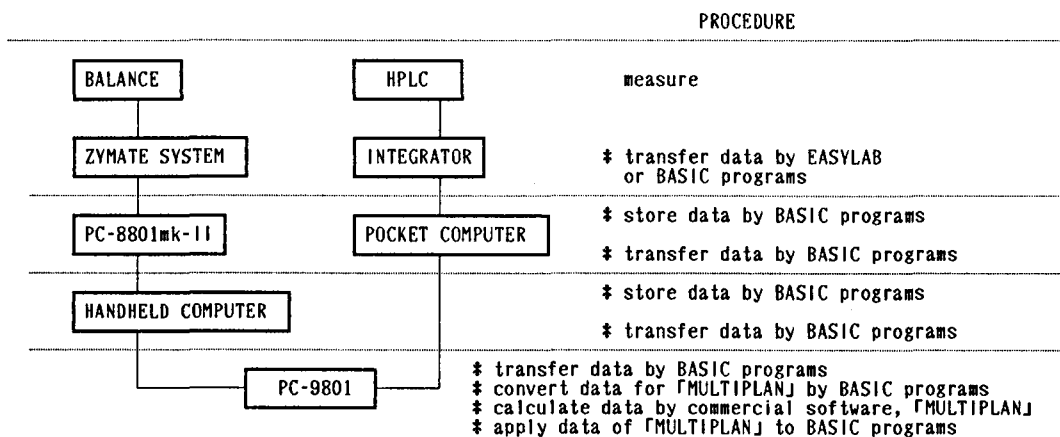 PROCEDURE
BALANCE
HPLC
measure
ZYMATE SYSTEM
INTEGRATOR
‡ transfer data by EASYLAB
or BASIC programs
PC-8801mk-II
POCKET COMPUTER
‡ store data by BASIC programs
‡ transfer data by BASIC programs
HANDHELD COMPUTER
‡ store data by BASIC programs
‡ transfer data by BASIC programs
PC-9801
‡ transfer data by BASIC programs
‡ convert data for「MULTIPLAN」by BASIC programs
‡ calculate data by commercial software,「MULTIPLAN」
‡ apply data of「MULTIPLAN」to BASIC programs